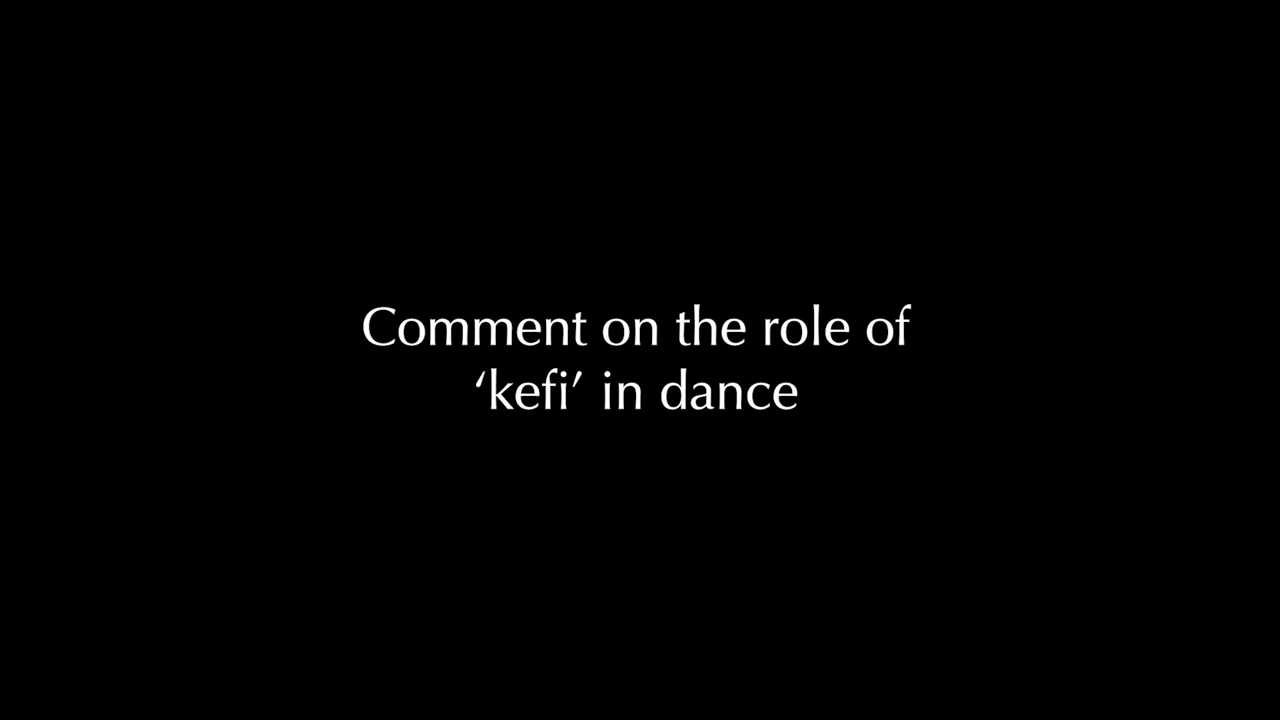 Comment on the role of
‘kefi’ in dance